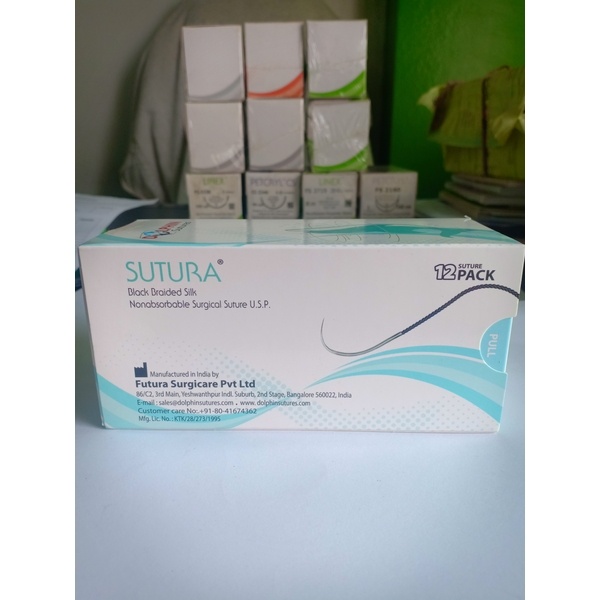 SUTURA®
Black Braided Silk
Nonabsorbable Surgical Suture U.S.P.
12 SUTURE PACK
PULL
Manufactured in India by
Futura Surgicare Pvt Ltd
86/C2, 3rd Main, Yeshwanthpur Indl. Suburb, 2nd Stage, Bangalore 560022, India
E-mail : sales@dolphinsutures.com . www.dolphinsutures.com
Customer care No: +91-80-41674362
Mfg. Lic. No.: KTK/28/273/1995